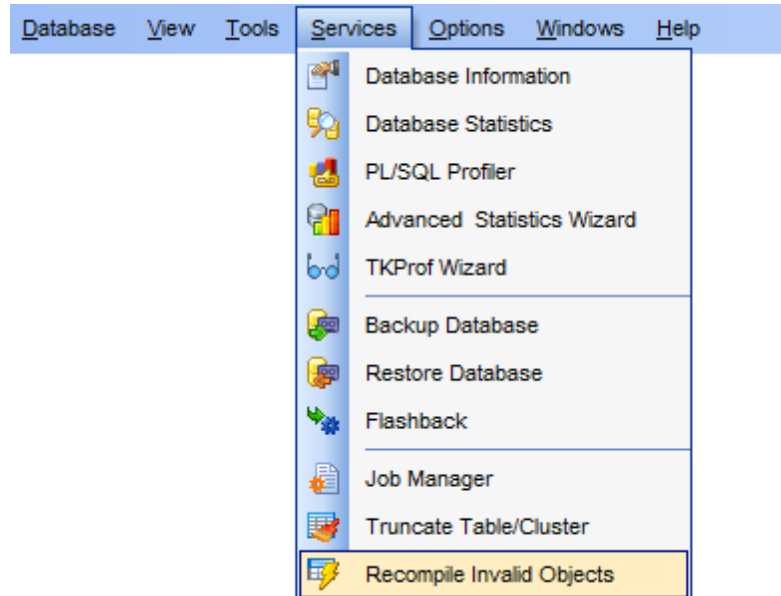 Database View Tools Services Options Windows Help
Database Information
Database Statistics
PL/SQL Profiler
Advanced Statistics Wizard
TKProf Wizard
Backup Database
Restore Database
Flashback
Job Manager
Truncate Table/Cluster
Recompile Invalid Objects